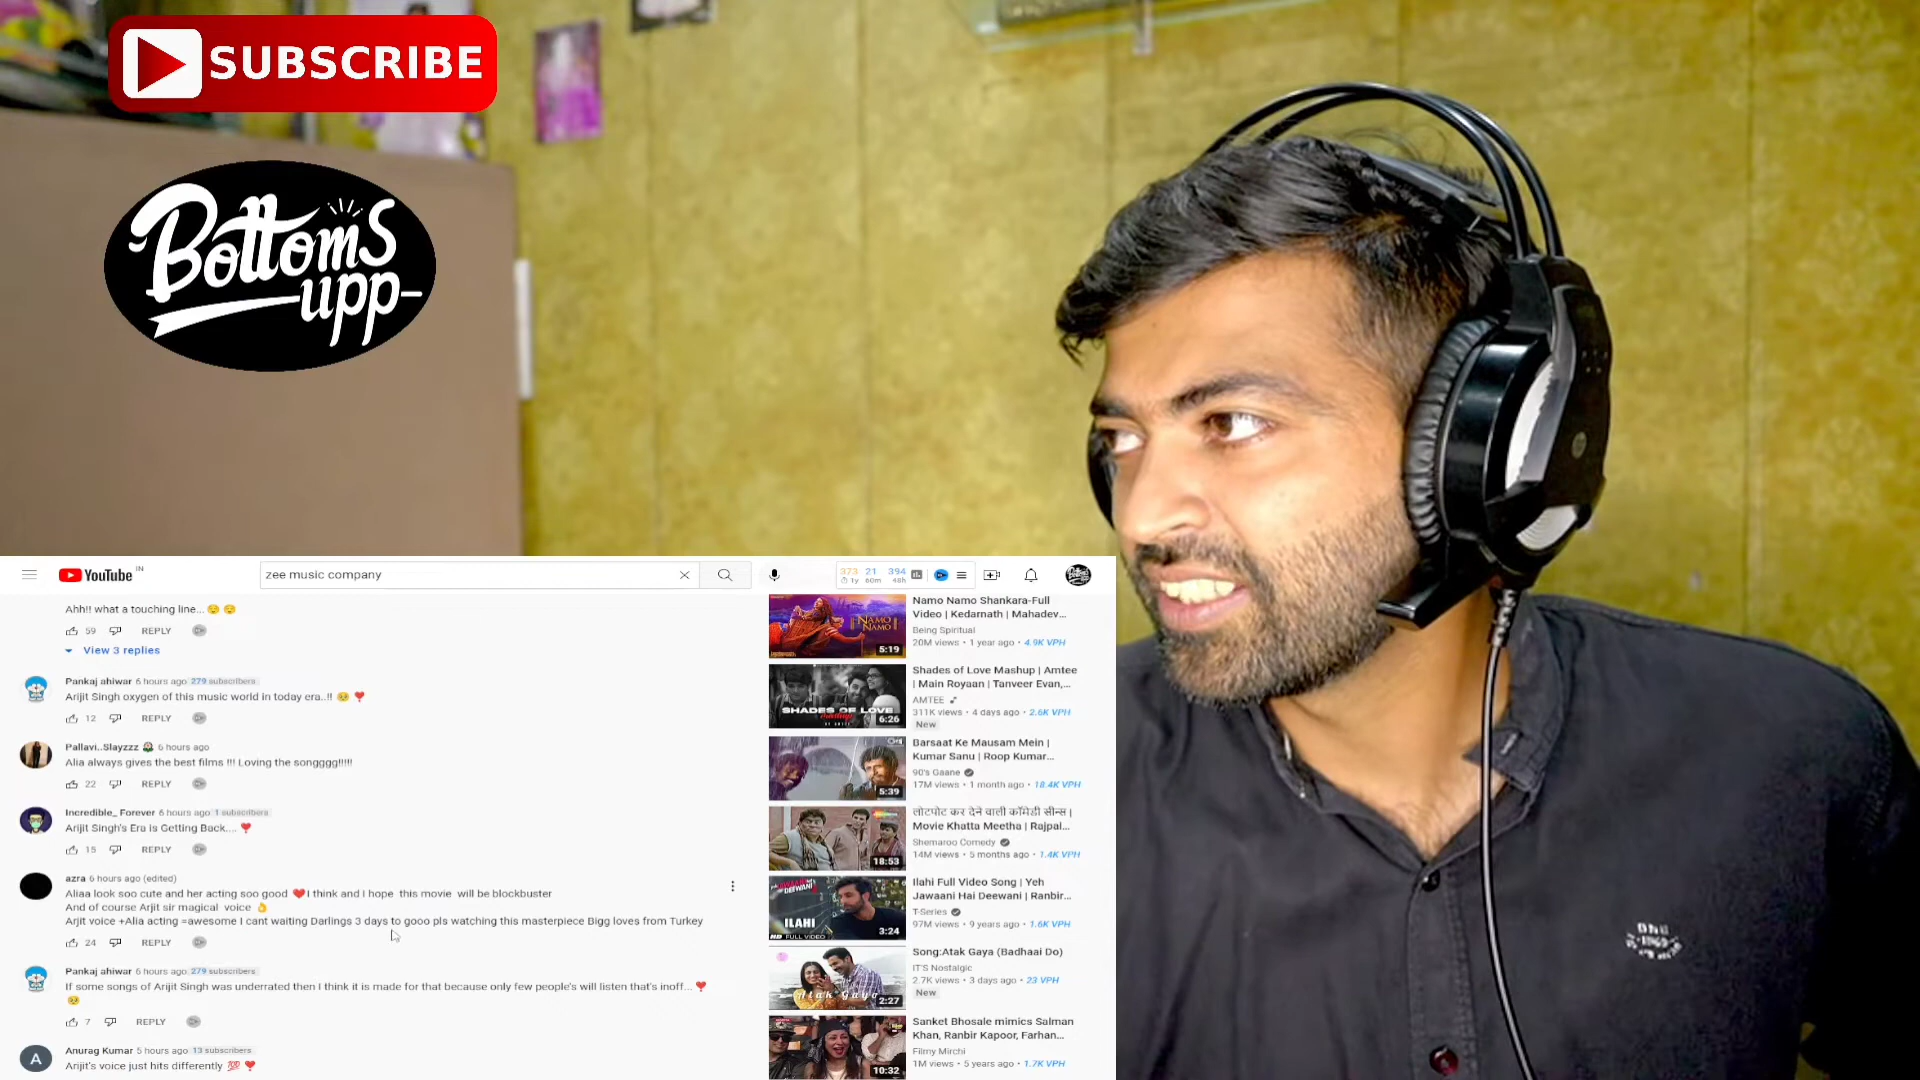 SUBSCRIBE
Bottoms
upp
YouTube IN
zee music company
373 21 394
1y 60m 48h
Ahh!! what a touching line...😌 😌
59 REPLY
View 3 replies
Pankaj ahiwar 6 hours ago 279 subscribers
Arijit Singh oxygen of this music world in today era..!! 🥺 ❣️
12 REPLY
Pallavi..Slayzzz 6 hours ago
Alia always gives the best films !!! Loving the songggg!!!!!
22 REPLY
Incredible_ Forever 6 hours ago 1 subscribers
Arijit Singh's Era is Getting Back.... ❣️
15 REPLY
azra 6 hours ago (edited)
Aliaa look soo cute and her acting soo good ❤️I think and I hope this movie will be blockbuster
And of course Arjit sir magical voice 👌
Arjit voice +Alia acting =awesome I cant waiting Darlings 3 days to gooo pls watching this masterpiece Bigg loves from Turkey
24 REPLY
Pankaj ahiwar 6 hours ago 279 subscribers
If some songs of Arijit Singh was underrated then I think it is made for that because only few people's will listen that's inoff... ❣️
🥺
7 REPLY
A
Anurag Kumar 5 hours ago 13 subscribers
Arijit's voice just hits differently 💯 ❣️
NAMO
NAMO
5:19
Namo Namo Shankara-Full
Video | Kedarnath | Mahadev...
Being Spiritual
20M views • 1 year ago • 4.9K VPH
SHADES OF LOVE
6:26
Shades of Love Mashup | Amtee
| Main Royaan | Tanveer Evan,...
AMTEE
311K views • 4 days ago • 2.6K VPH
New
5:39
Barsaat Ke Mausam Mein |
Kumar Sanu | Roop Kumar...
90's Gaane
17M views • 1 month ago • 18.4K VPH
18:53
लोटपोट कर देने वाली कॉमेडी सीन्स |
Movie Khatta Meetha | Rajpal...
Shemaroo Comedy
14M views • 5 months ago • 1.4K VPH
ILAHI
HD FULL VIDEO
3:24
Ilahi Full Video Song | Yeh
Jawaani Hai Deewani | Ranbir...
T-Series
97M views • 9 years ago • 1.6K VPH
Atak Gaya
2:27
Song:Atak Gaya (Badhaai Do)
IT'S Nostalgic
2.7K views • 3 days ago • 23 VPH
New
10:32
Sanket Bhosale mimics Salman
Khan, Ranbir Kapoor, Farhan...
Filmy Mirchi
1M views • 5 years ago • 1.7K VPH